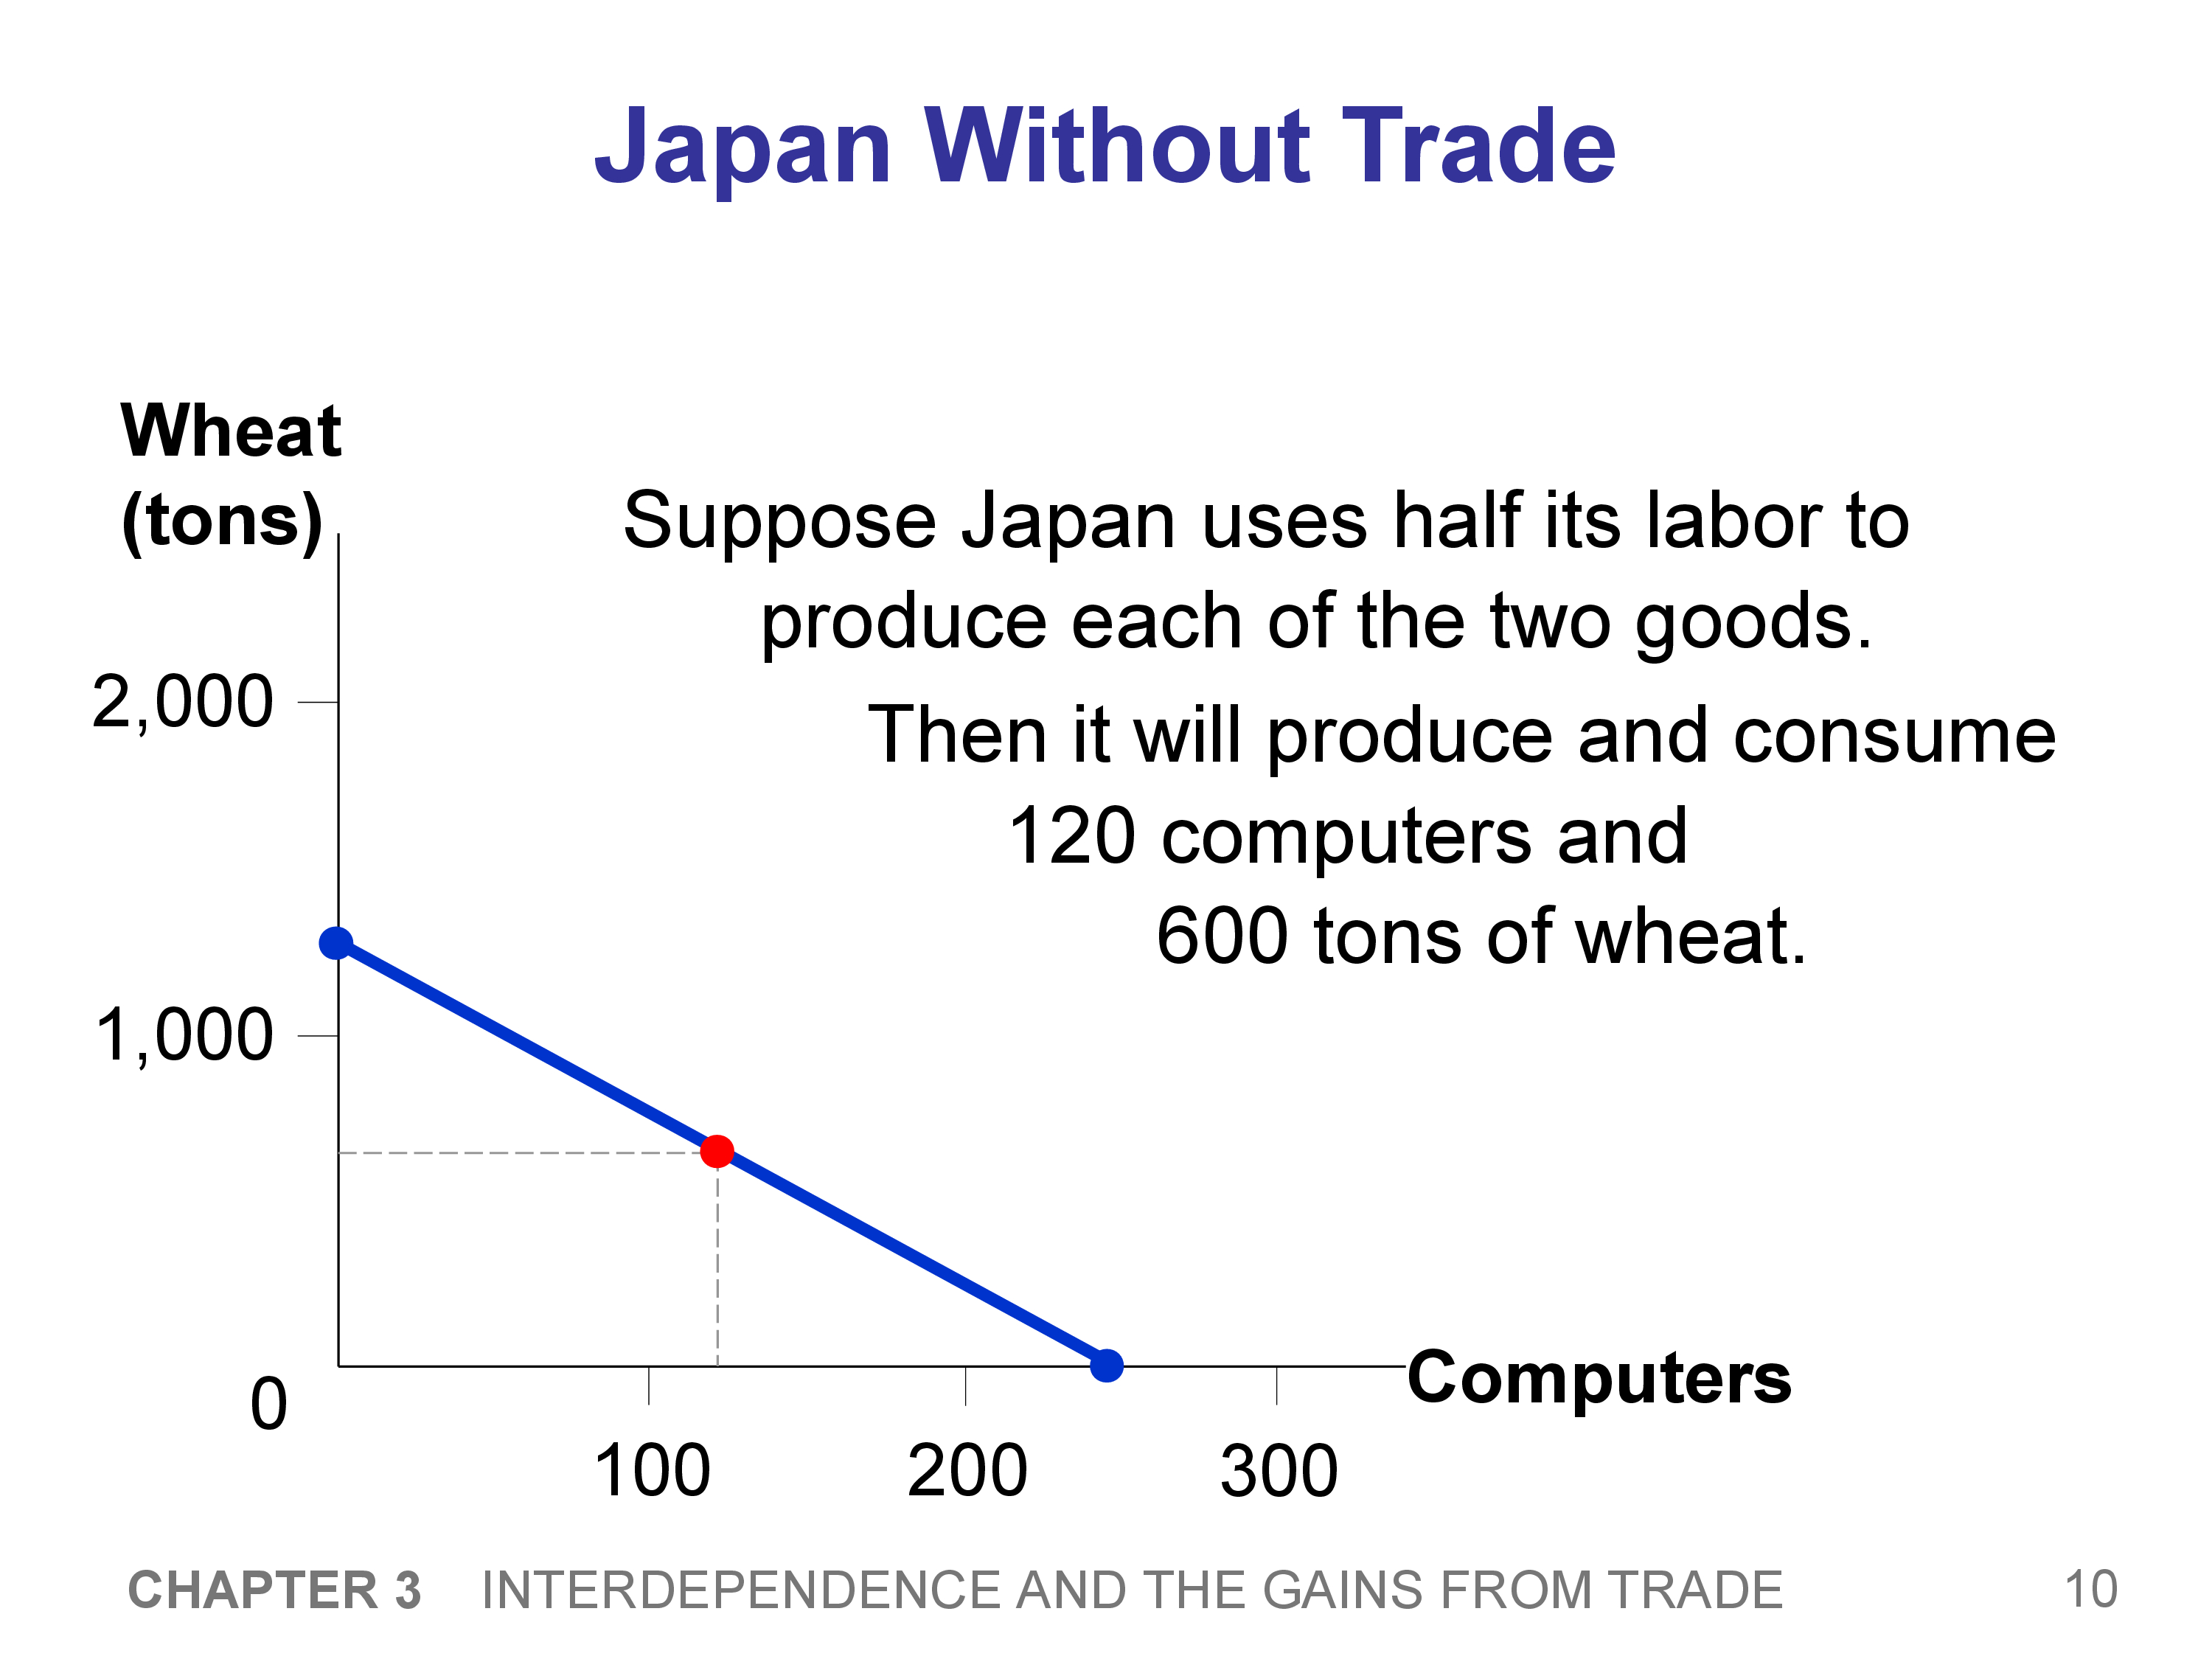 Japan Without Trade
Wheat
(tons)
Suppose Japan uses half its labor to
produce each of the two goods.
Then it will produce and consume
120 computers and
600 tons of wheat.
2,000
1,000
0
Computers
100
200
300
CHAPTER 3 INTERDEPENDENCE AND THE GAINS FROM TRADE
10